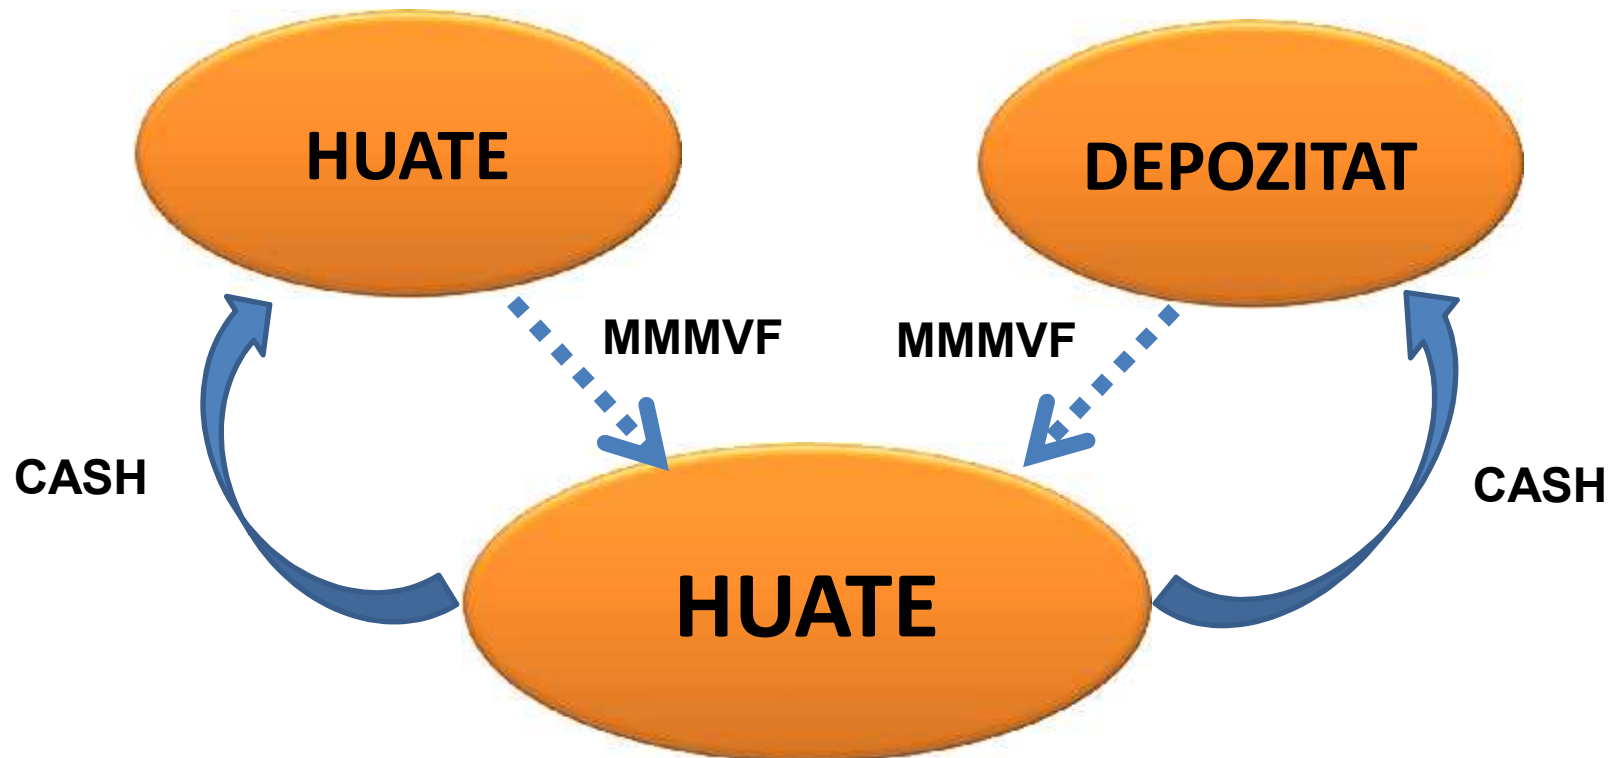 HUATE
DEPOZITAT
MMMVF
MMMVF
CASH
CASH
HUATE